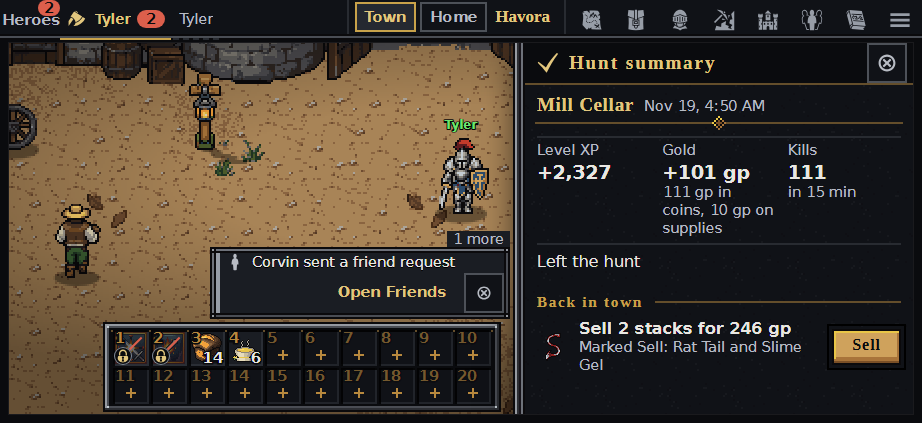 Heroes 2 Tyler 2 Tyler Town Home Havora
Tyler
1 more
Corvin sent a friend request
Open Friends
1 2 3 4 5 6 7 8 9 10
14 6 + + + + + +
11 12 13 14 15 16 17 18 19 20
+ + + + + + + + + +
Hunt summary
Mill Cellar Nov 19, 4:50 AM
Level XP
+2,327
Gold
+101 gp
111 gp in
coins, 10 gp on
supplies
Kills
111
in 15 min
Left the hunt
Back in town
Sell 2 stacks for 246 gp
Marked Sell: Rat Tail and Slime
Gel
Sell